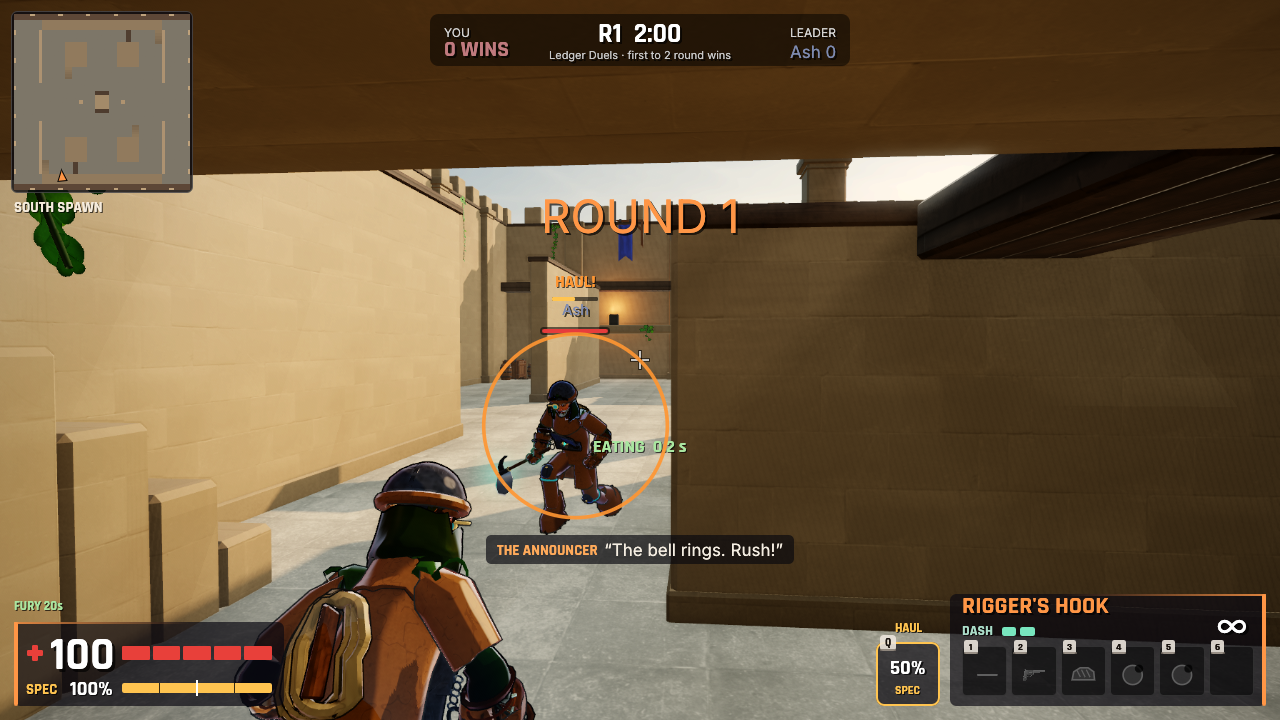 YOU
0 WINS
R1 2:00
Ledger Duels · first to 2 round wins
LEADER
Ash 0
SOUTH SPAWN
ROUND 1
HAUL!
Ash
EATING 0.2 s
THE ANNOUNCER “The bell rings. Rush!”
FURY 20s
+ 100
SPEC 100%
HAUL
Q
50%
SPEC
RIGGER'S HOOK
DASH
∞
1 2 3 4 5 6